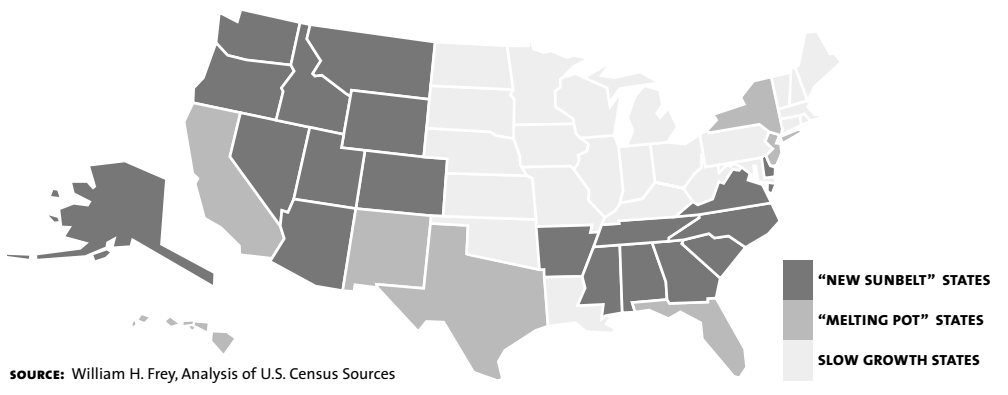 “NEW SUNBELT” STATES
“MELTING POT” STATES
SLOW GROWTH STATES
SOURCE: William H. Frey, Analysis of U.S. Census Sources